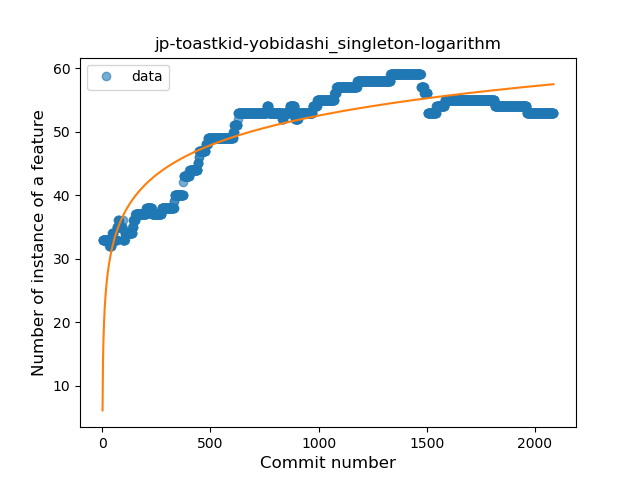 jp-toastkid-yobidashi_singleton-logarithm
data
Number of instance of a feature
60
50
40
30
20
10
0
500
1000
1500
2000
Commit number